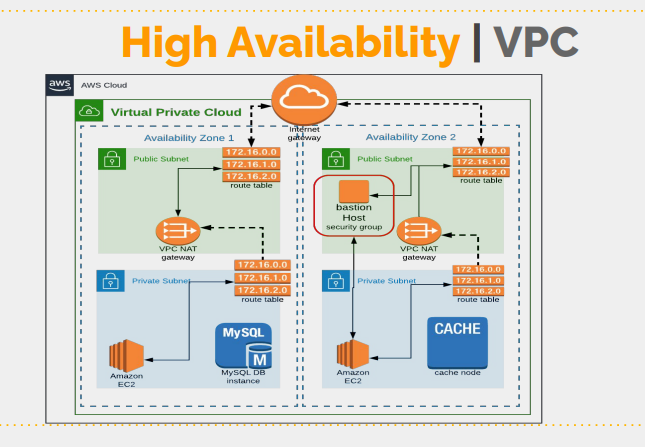 High Availability | VPC
aws
AWS Cloud
Virtual Private Cloud
Internet
gateway
Availability Zone 1
Availability Zone 2
Public Subnet
172.16.0.0
172.16.1.0
172.16.2.0
route table
VPC NAT
gateway
Public Subnet
172.16.0.0
172.16.1.0
172.16.2.0
route table
bastion
Host
security group
VPC NAT
gateway
Private Subnet
172.16.0.0
172.16.1.0
172.16.2.0
route table
Amazon
EC2
MySQL
M
MySQL DB
instance
Private Subnet
172.16.0.0
172.16.1.0
172.16.2.0
route table
Amazon
EC2
CACHE
cache node